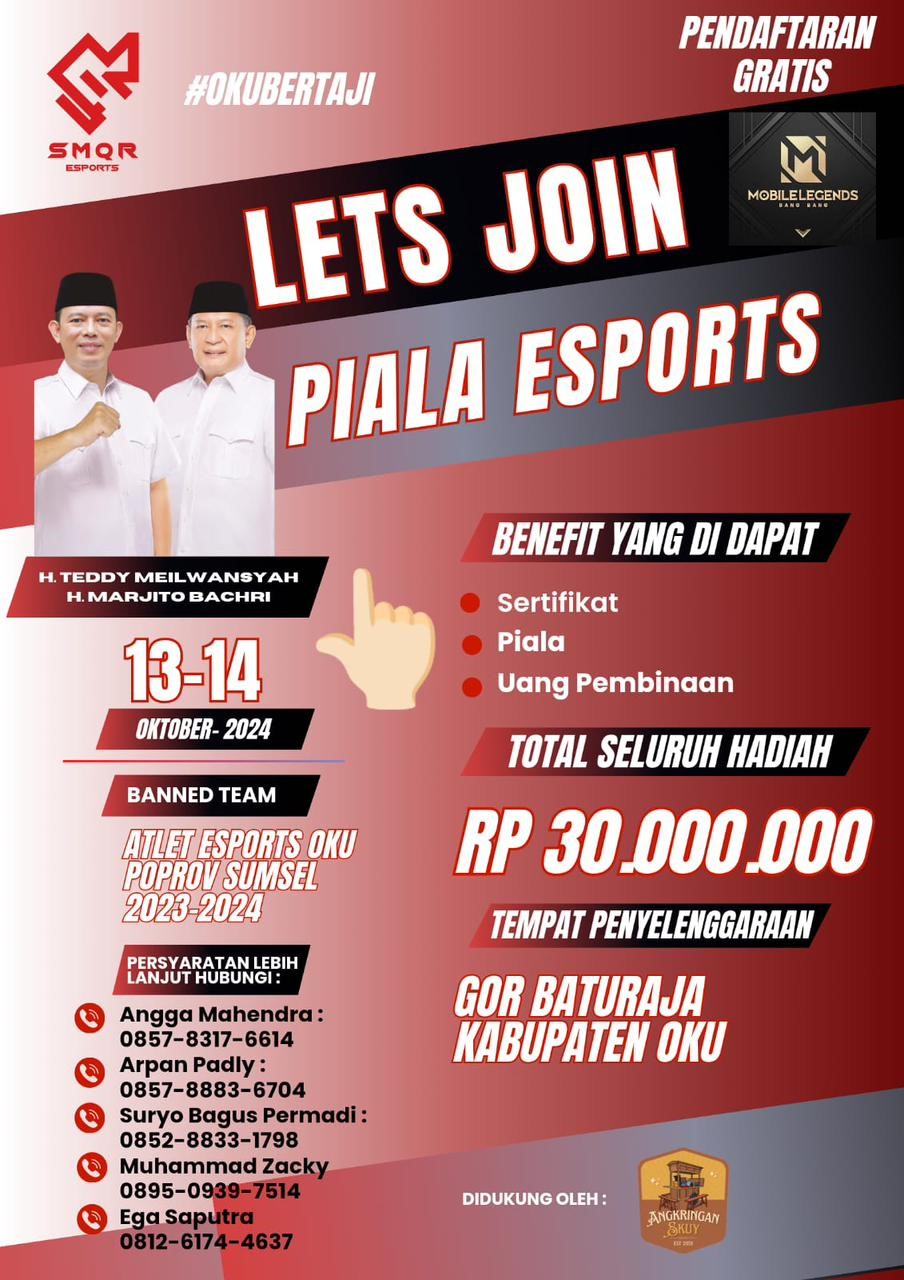 PENDAFTARAN
GRATIS
#OKUBERTAJI
SMQR
ESPORTS
MOBILE LEGENDS
BANG BANG
LETS JOIN
PIALA ESPORTS
H. TEDDY MEILWANSYAH
H. MARJITO BACHRI
13-14
OKTOBER- 2024
BANNED TEAM
ATLET ESPORTS OKU
POPROV SUMSEL
2023-2024
PERSYARATAN LEBIH
LANJUT HUBUNGI :
Angga Mahendra :
0857-8317-6614
Arpan Padly :
0857-8883-6704
Suryo Bagus Permadi :
0852-8833-1798
Muhammad Zacky
0895-0939-7514
Ega Saputra
0812-6174-4637
BENEFIT YANG DI DAPAT
Sertifikat
Piala
Uang Pembinaan
TOTAL SELURUH HADIAH
RP 30.000.000
TEMPAT PENYELENGGARAAN
GOR BATURAJA
KABUPATEN OKU
DIDUKUNG OLEH :
ANGKRINGAN
SKUY